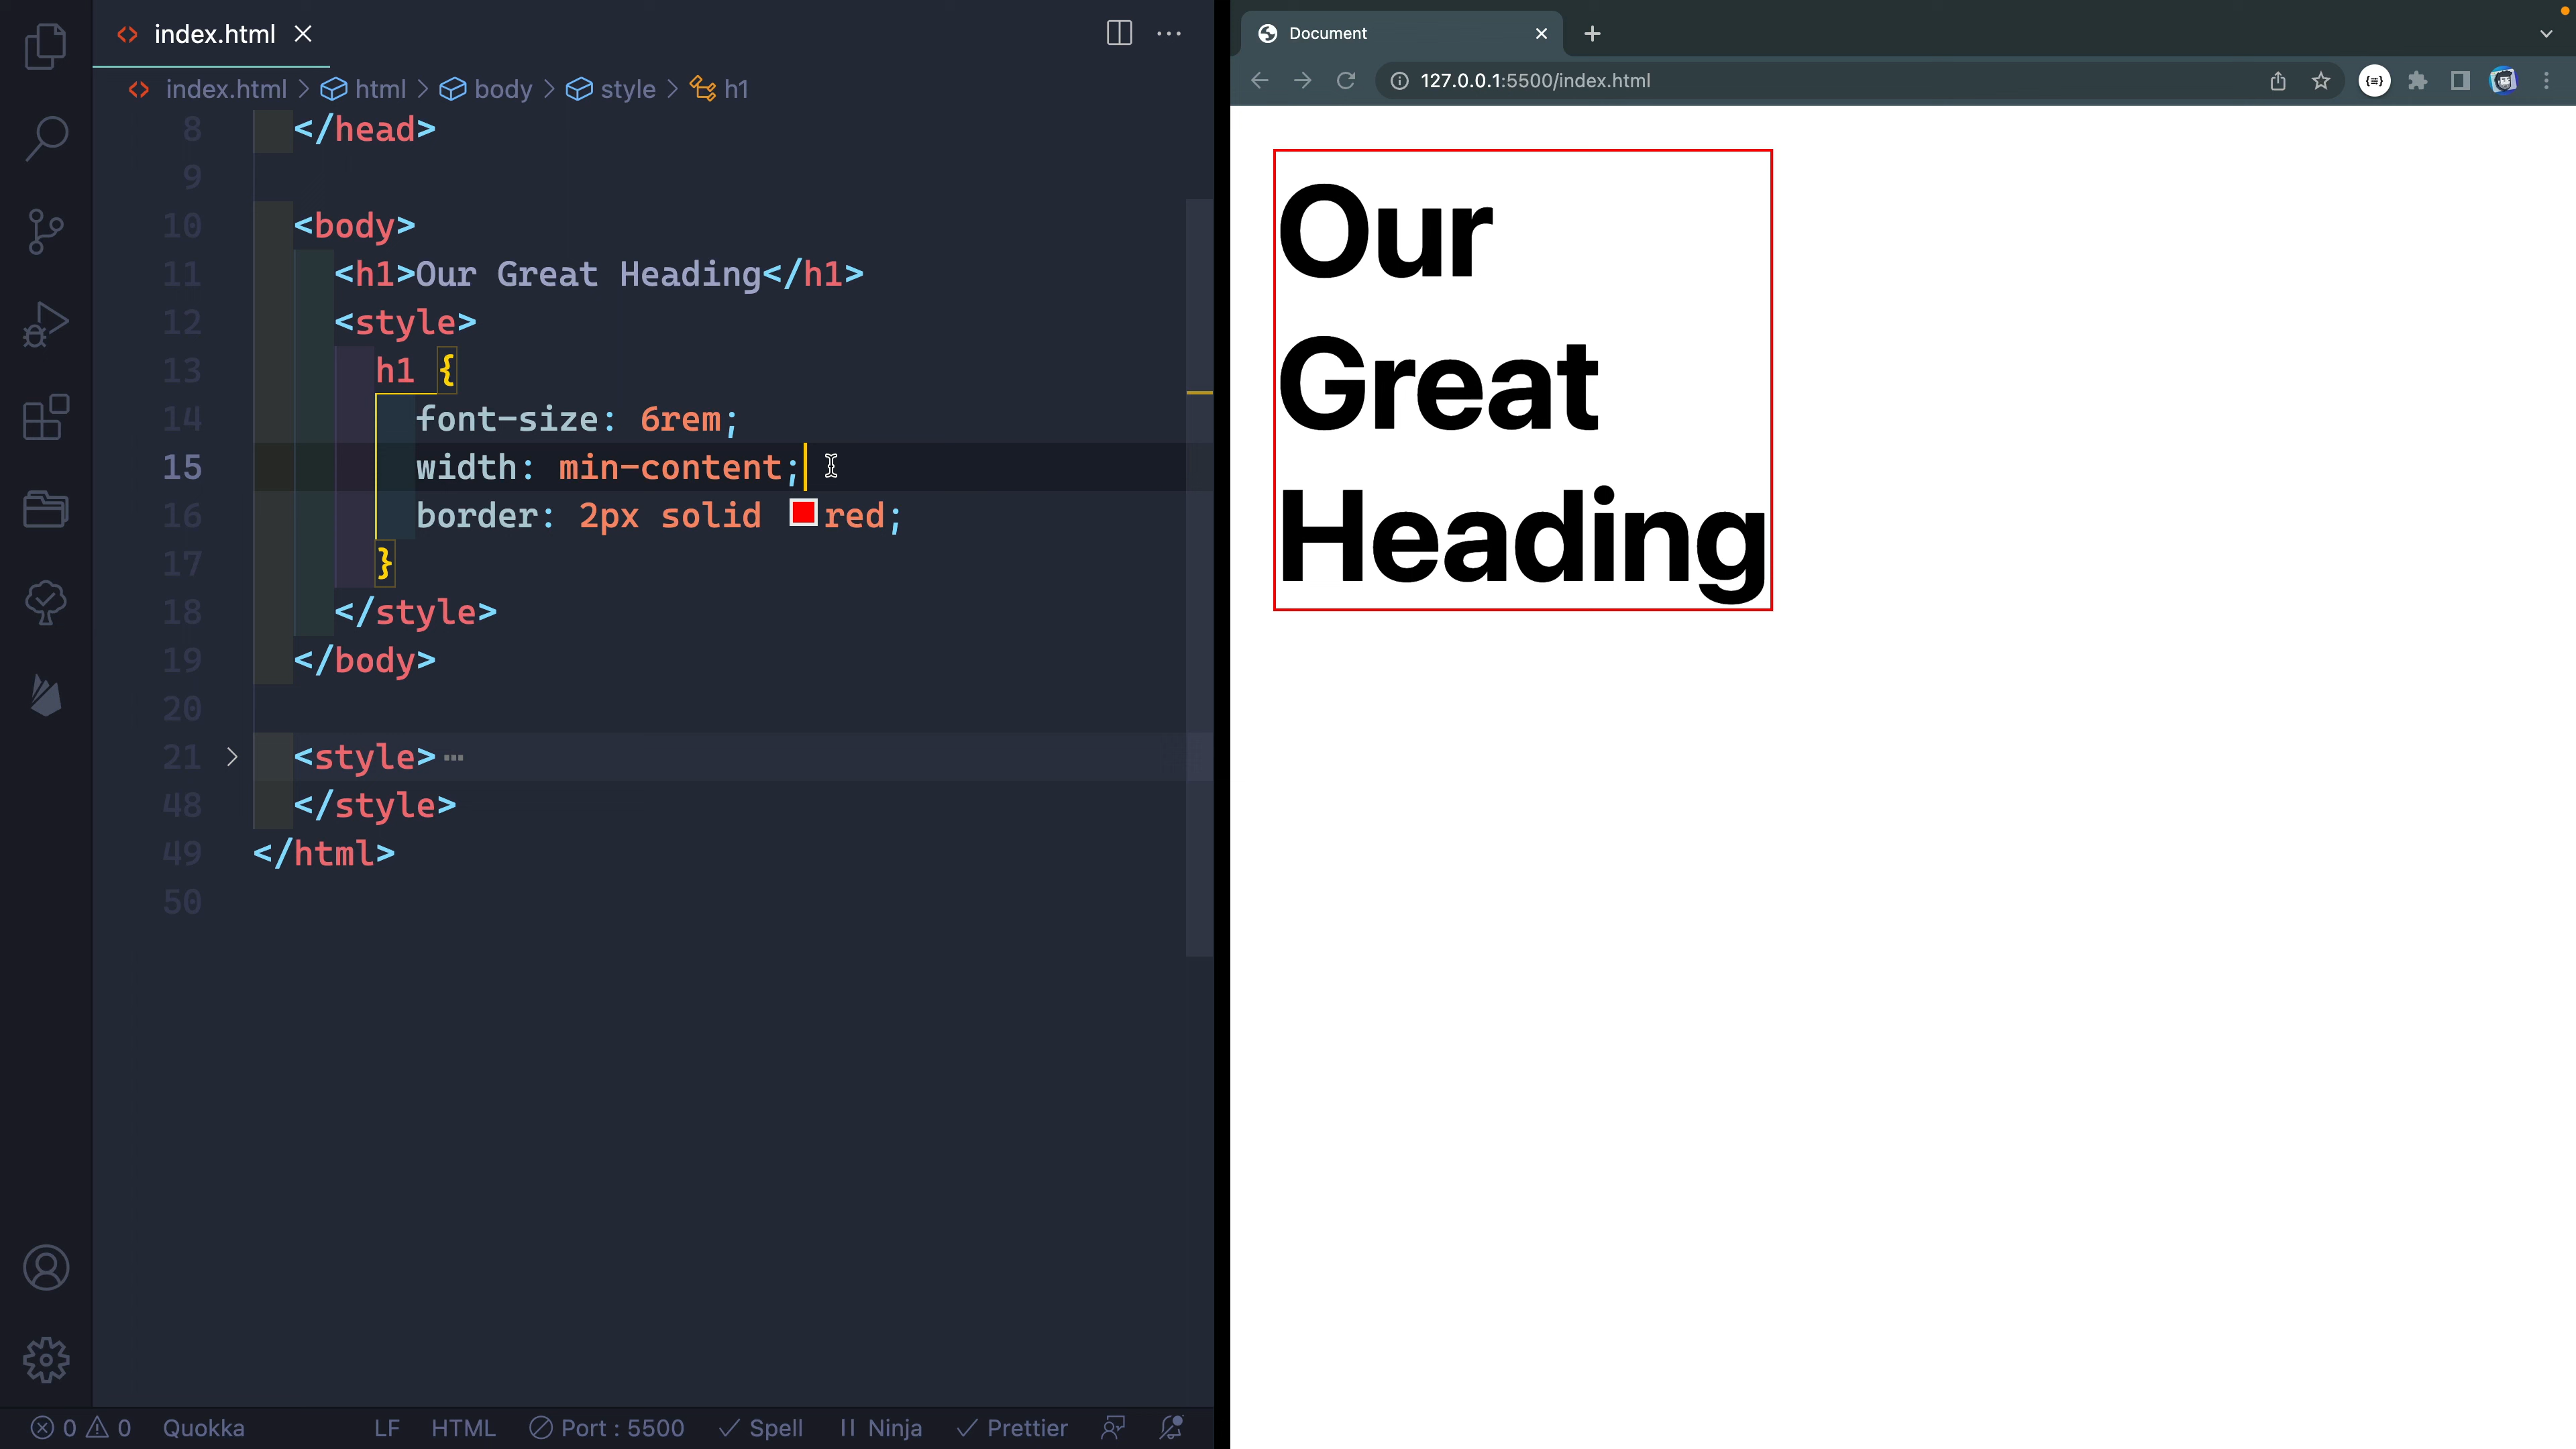 index.html
index.html > html > body > style > h1
8 </head>
9
10 <body>
11 <h1>Our Great Heading</h1>
12 <style>
13 h1 {
14 font-size: 6rem;
15 width: min-content;
16 border: 2px solid red;
17 }
18 </style>
19 </body>
20
21 <style>…
48 </style>
49 </html>
50
0 0 Quokka LF HTML Port : 5500 Spell Ninja Prettier
Document
127.0.0.1:5500/index.html
Our
Great
Heading